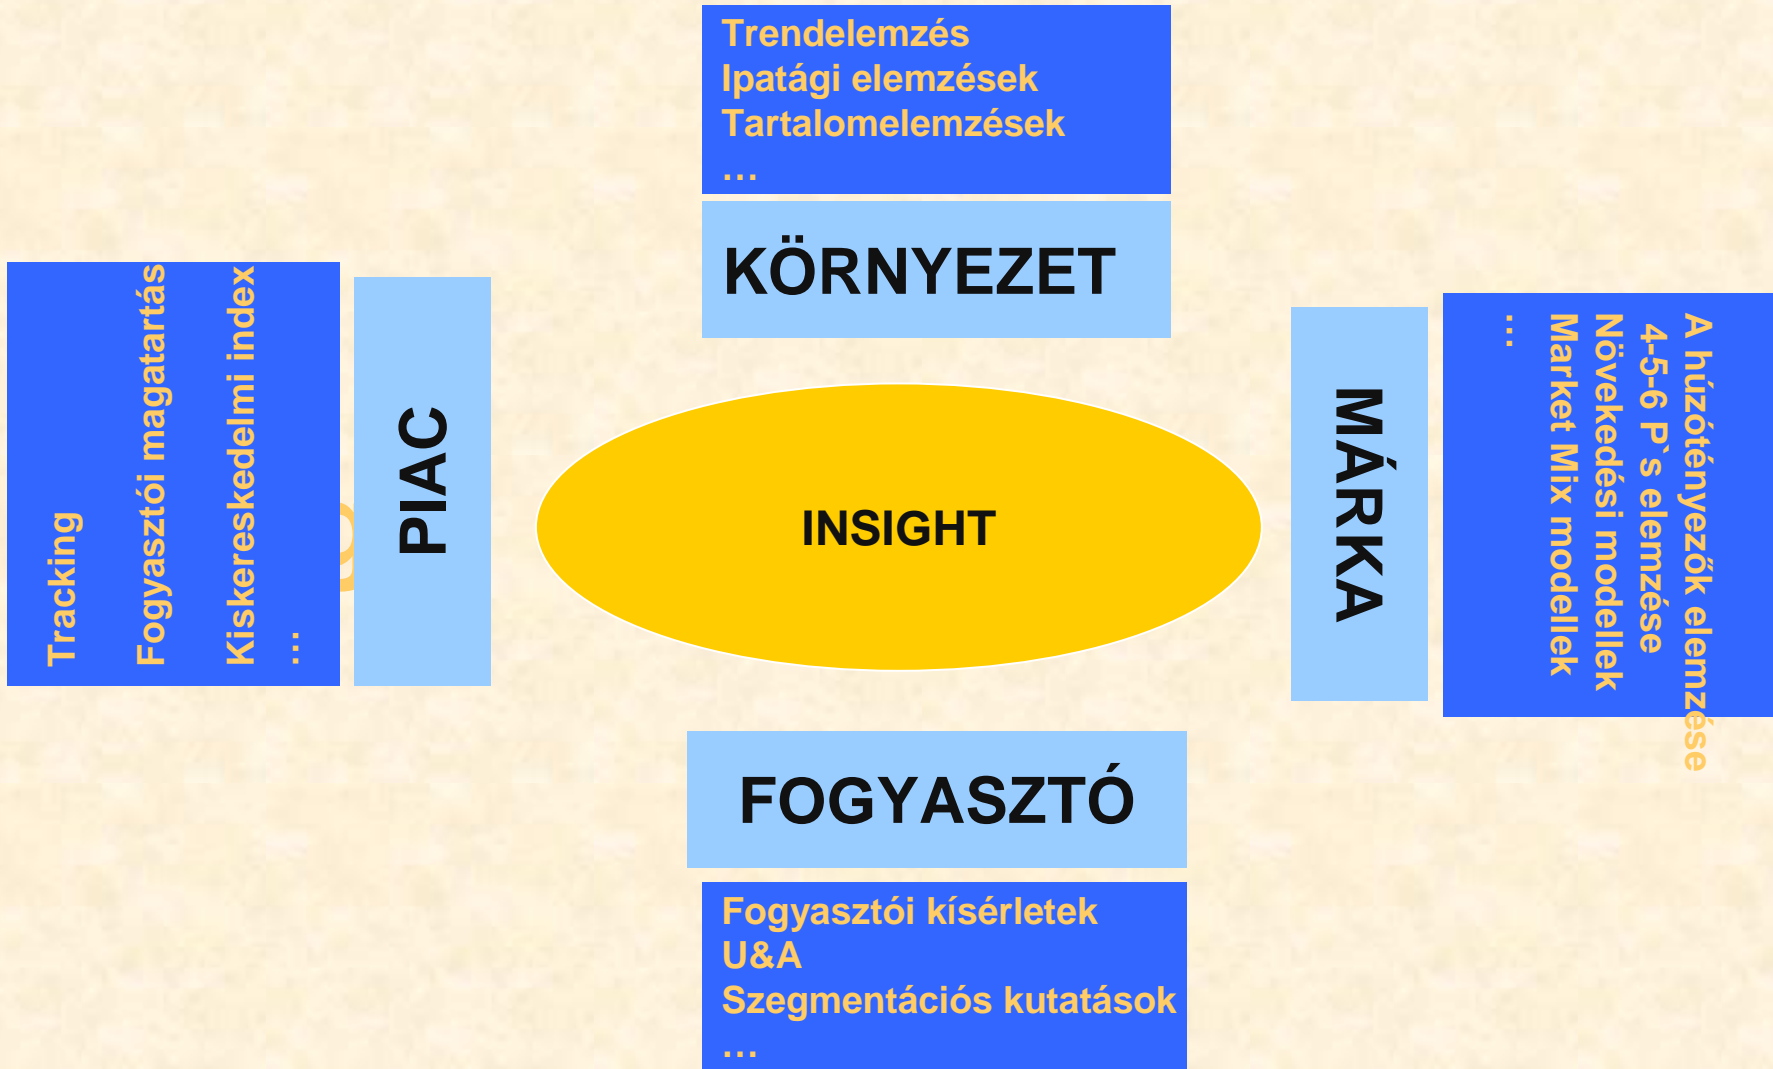 Trendelemzés
Ipatági elemzések
Tartalomelemzések
…
KÖRNYEZET
Tracking
Fogyasztói magatartás
Kiskereskedelmi index
…
PIAC
INSIGHT
MÁRKA
A húzótényezők elemzése
4-5-6 P`s elemzése
Növekedési modellek
Market Mix modellek
…
FOGYASZTÓ
Fogyasztói kísérletek
U&A
Szegmentációs kutatások
…